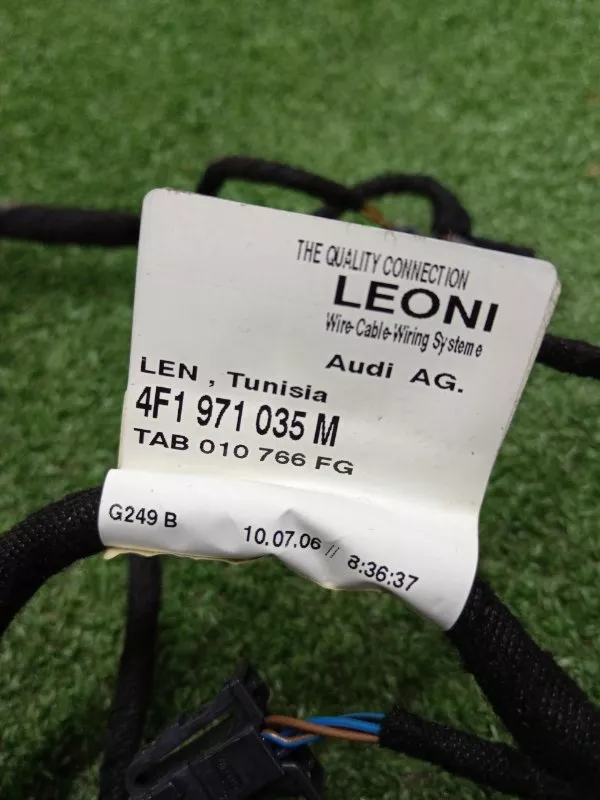 THE QUALITY CONNECTION
LEONI
Wire-Cable-Wiring Systeme
Audi AG.
LEN , Tunisia
4F1 971 035 M
TAB 010 766 FG
G249 B 10.07.06 // 8:36:37